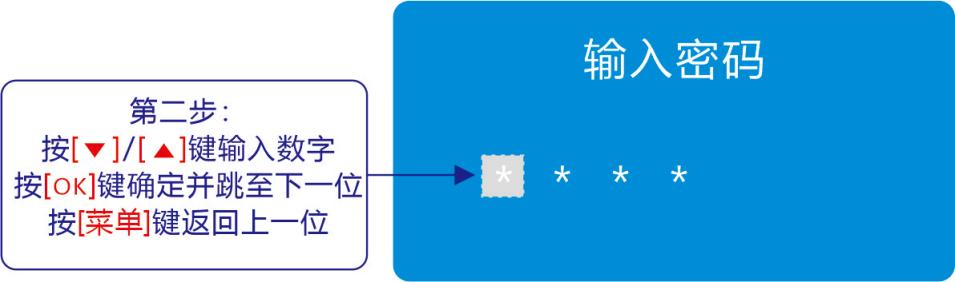 第二步：
按[▼]/[▲]键输入数字
按[OK]键确定并跳至下一位
按[菜单]键返回上一位
输入密码
* * * *